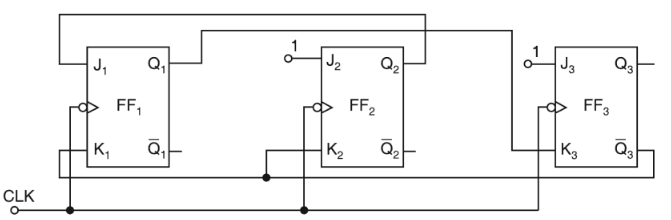 1 1
J₁ Q₁ J₂ Q₂ J₃ Q₃
FF₁ FF₂ FF₃
K₁ Q̅₁ K₂ Q̅₂ K₃ Q̅₃
CLK